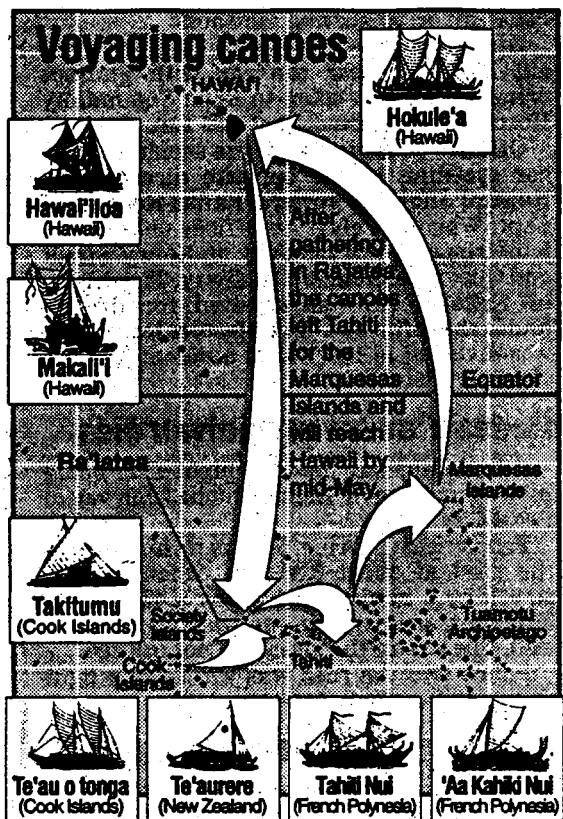 Voyaging canoes
HAWAI'I
Hokule'a
(Hawaii)
Hawai'iloa
(Hawaii)
After
gathering
in Ra'iatea
the canoes
left Tahiti
for the
Marquesas
Islands and
will reach
Hawaii by
mid-May.
Makali'i
(Hawaii)
Equator
Ra'iatea
Marquesas
Islands
Takitumu
(Cook Islands)
Society
Islands
Tuamotu
Archipelago
Cook
Islands
Tahiti
Te'au o tonga
(Cook Islands)
Te'aurere
(New Zealand)
Tahiti Nui
(French Polynesia)
'Aa Kahiki Nui
(French Polynesia)